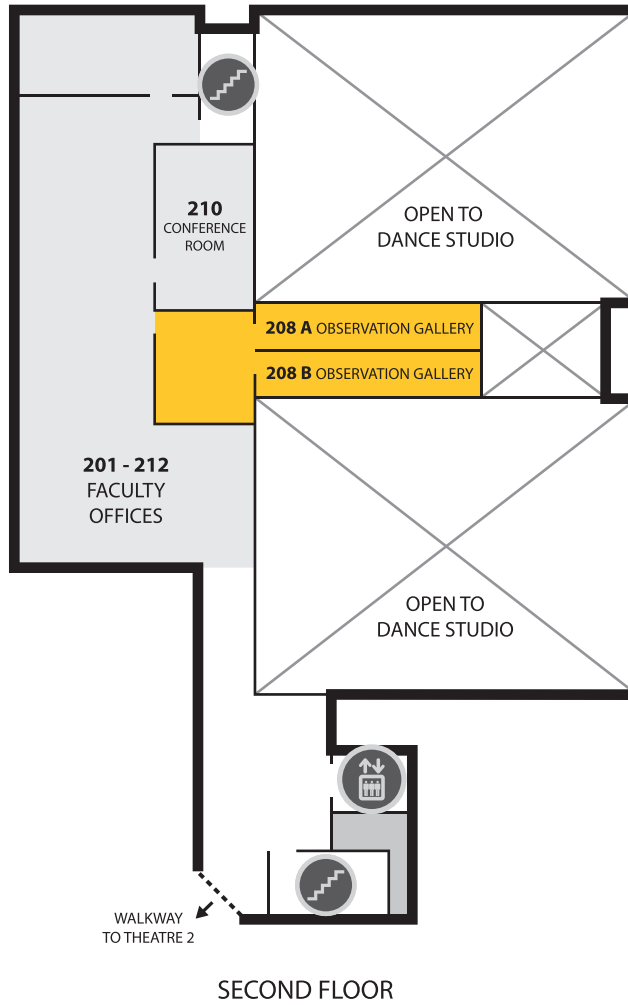 210
CONFERENCE
ROOM
OPEN TO
DANCE STUDIO
208 A OBSERVATION GALLERY
208 B OBSERVATION GALLERY
201 - 212
FACULTY
OFFICES
OPEN TO
DANCE STUDIO
WALKWAY
TO THEATRE 2
SECOND FLOOR